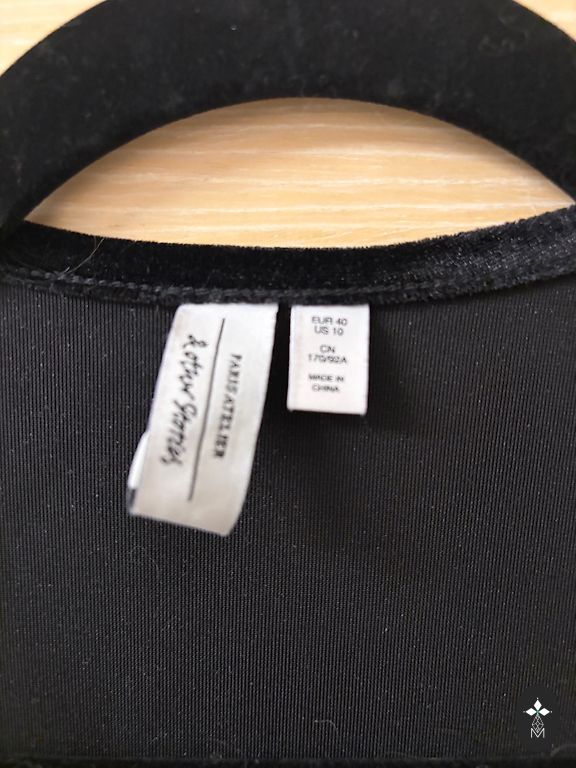 & other Stories
PARIS ATELIER
EUR 40
US 10
CN
170/92A
MADE IN
CHINA
M